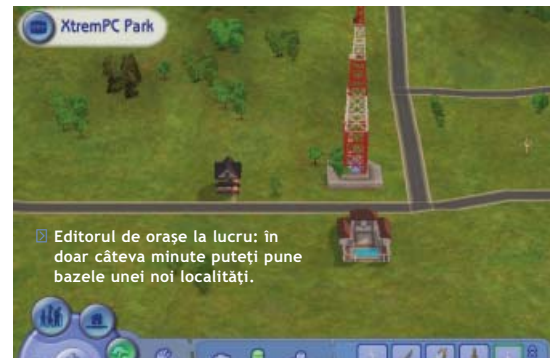 XtremPC Park
Editorul de orașe la lucru: în
doar câteva minute puteți pune
bazele unei noi localități.